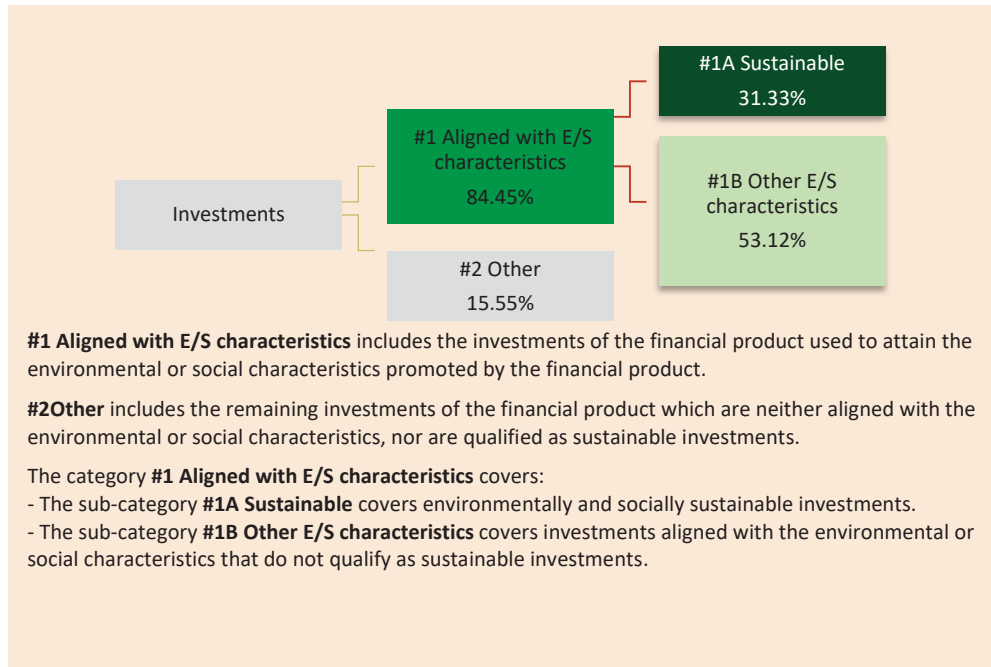 #1A Sustainable
31.33%
#1 Aligned with E/S
characteristics
84.45%
#1B Other E/S
characteristics
53.12%
Investments
#2 Other
15.55%
#1 Aligned with E/S characteristics includes the investments of the financial product used to attain the
environmental or social characteristics promoted by the financial product.
#2Other includes the remaining investments of the financial product which are neither aligned with the
environmental or social characteristics, nor are qualified as sustainable investments.
The category #1 Aligned with E/S characteristics covers:
- The sub-category #1A Sustainable covers environmentally and socially sustainable investments.
- The sub-category #1B Other E/S characteristics covers investments aligned with the environmental or
social characteristics that do not qualify as sustainable investments.